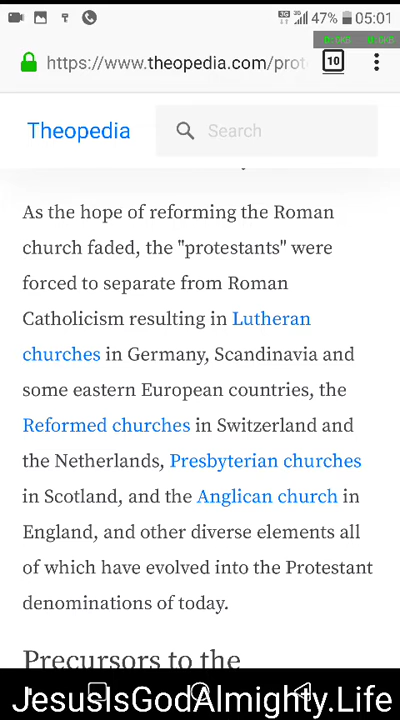 47% 05:01
https://www.theopedia.com/prot
10
Theopedia
Search
As the hope of reforming the Roman
church faded, the "protestants" were
forced to separate from Roman
Catholicism resulting in Lutheran
churches in Germany, Scandinavia and
some eastern European countries, the
Reformed churches in Switzerland and
the Netherlands, Presbyterian churches
in Scotland, and the Anglican church in
England, and other diverse elements all
of which have evolved into the Protestant
denominations of today.
Precursors to the
JesusIsGodAlmighty.Life